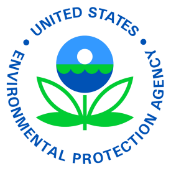 UNITED STATES
ENVIRONMENTAL PROTECTION AGENCY